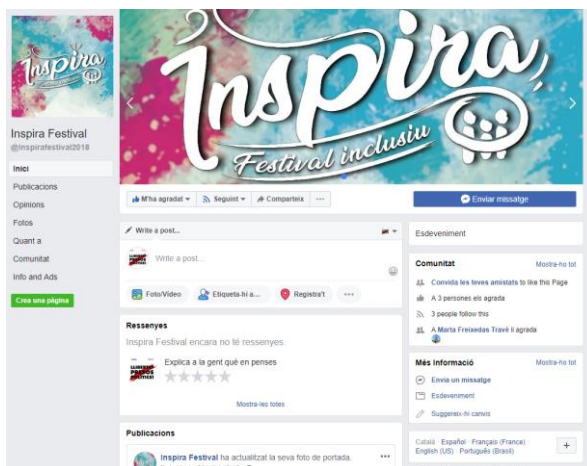 Inspira
Inspira
Festival inclusiu
Inspira Festival
@inspirafestival2018
Inici
Publicacions
Opinions
Fotos
Quant a
Comunitat
Info and Ads
Crea una pàgina
M'ha agradat
Seguint
Comparteix
Enviar missatge
Write a post...
Write a post...
Foto/Vídeo
Etiqueta-hi a...
Registra't
Ressenyes
Inspira Festival encara no té ressenyes
Explica a la gent què en penses
Mostra-les totes
Publicacions
Inspira Festival ha actualitzat la seva foto de portada.
Esdeveniment
Comunitat Mostra-ho tot
Convida les teves amistats to like this Page
A 3 persones els agrada
3 people follow this
A Marta Freixedas Travé li agrada
Més informació Mostra-ho tot
Envia un missatge
Esdeveniment
Suggereix-hi canvis
Català · Español · Français (France) ·
English (US) · Português (Brasil)